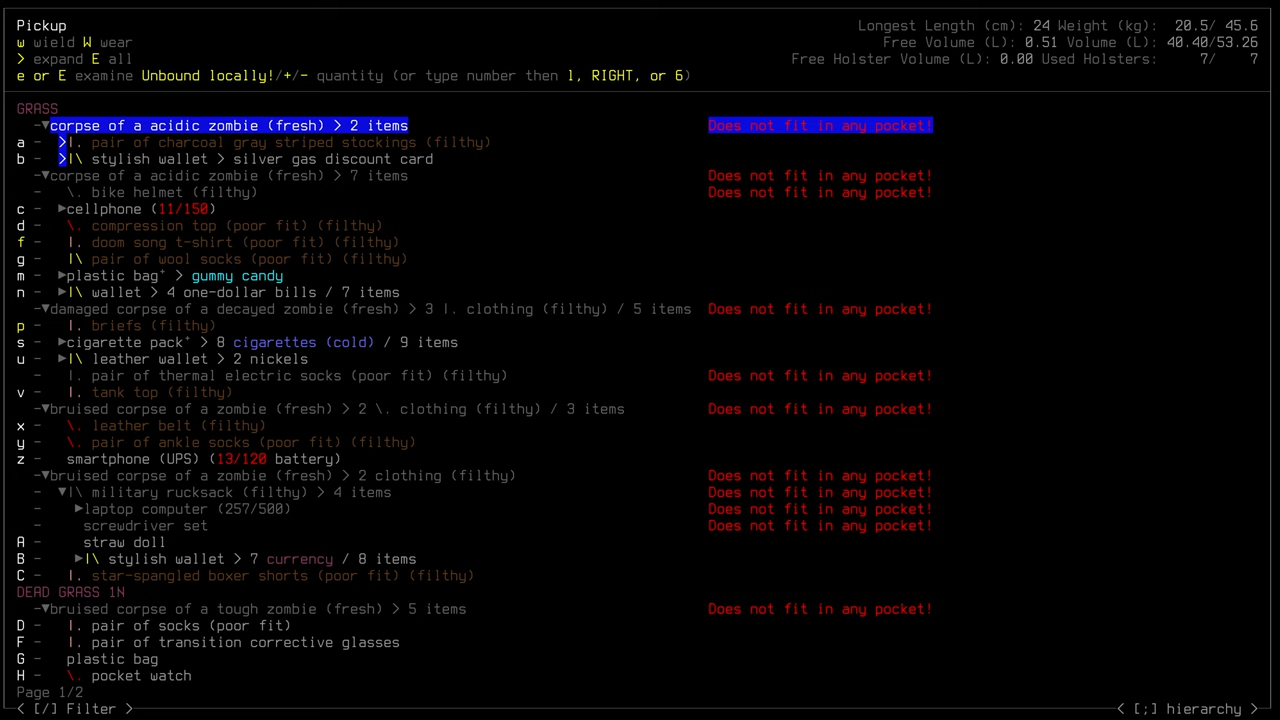 Pickup
Longest Length (cm): 24 Weight (kg): 20.5/ 45.6
w wield W wear
Free Volume (L): 0.51 Volume (L): 40.40/53.26
> expand E all
Free Holster Volume (L): 0.00 Used Holsters: 7/ 7
e or E examine Unbound locally!/+/- quantity (or type number then l, RIGHT, or 6)
GRASS
-▼corpse of a acidic zombie (fresh) > 2 items Does not fit in any pocket!
a - >|. pair of charcoal gray striped stockings (filthy)
b - >|\ stylish wallet > silver gas discount card
-▼corpse of a acidic zombie (fresh) > 7 items Does not fit in any pocket!
- \. bike helmet (filthy) Does not fit in any pocket!
c - ►cellphone (11/150)
d - \. compression top (poor fit) (filthy)
f - |. doom song t-shirt (poor fit) (filthy)
g - |\ pair of wool socks (poor fit) (filthy)
m - ►plastic bag⁺ > gummy candy
n - ►|\ wallet > 4 one-dollar bills / 7 items
-▼damaged corpse of a decayed zombie (fresh) > 3 |. clothing (filthy) / 5 items Does not fit in any pocket!
p - |. briefs (filthy)
s - ►cigarette pack⁺ > 8 cigarettes (cold) / 9 items
u - ►|\ leather wallet > 2 nickels
- |. pair of thermal electric socks (poor fit) (filthy) Does not fit in any pocket!
v - |. tank top (filthy)
-▼bruised corpse of a zombie (fresh) > 2 \. clothing (filthy) / 3 items Does not fit in any pocket!
x - \. leather belt (filthy)
y - \. pair of ankle socks (poor fit) (filthy)
z - smartphone (UPS) (13/120 battery)
-▼bruised corpse of a zombie (fresh) > 2 clothing (filthy) Does not fit in any pocket!
- ▼|\ military rucksack (filthy) > 4 items Does not fit in any pocket!
- ►laptop computer (257/500) Does not fit in any pocket!
- screwdriver set Does not fit in any pocket!
A - straw doll
B - ►|\ stylish wallet > 7 currency / 8 items
C - |. star-spangled boxer shorts (poor fit) (filthy)
DEAD GRASS 1N
-▼bruised corpse of a tough zombie (fresh) > 5 items Does not fit in any pocket!
D - |. pair of socks (poor fit)
F - |. pair of transition corrective glasses
G - plastic bag
H - \. pocket watch
Page 1/2
< [/] Filter > < [;] hierarchy >